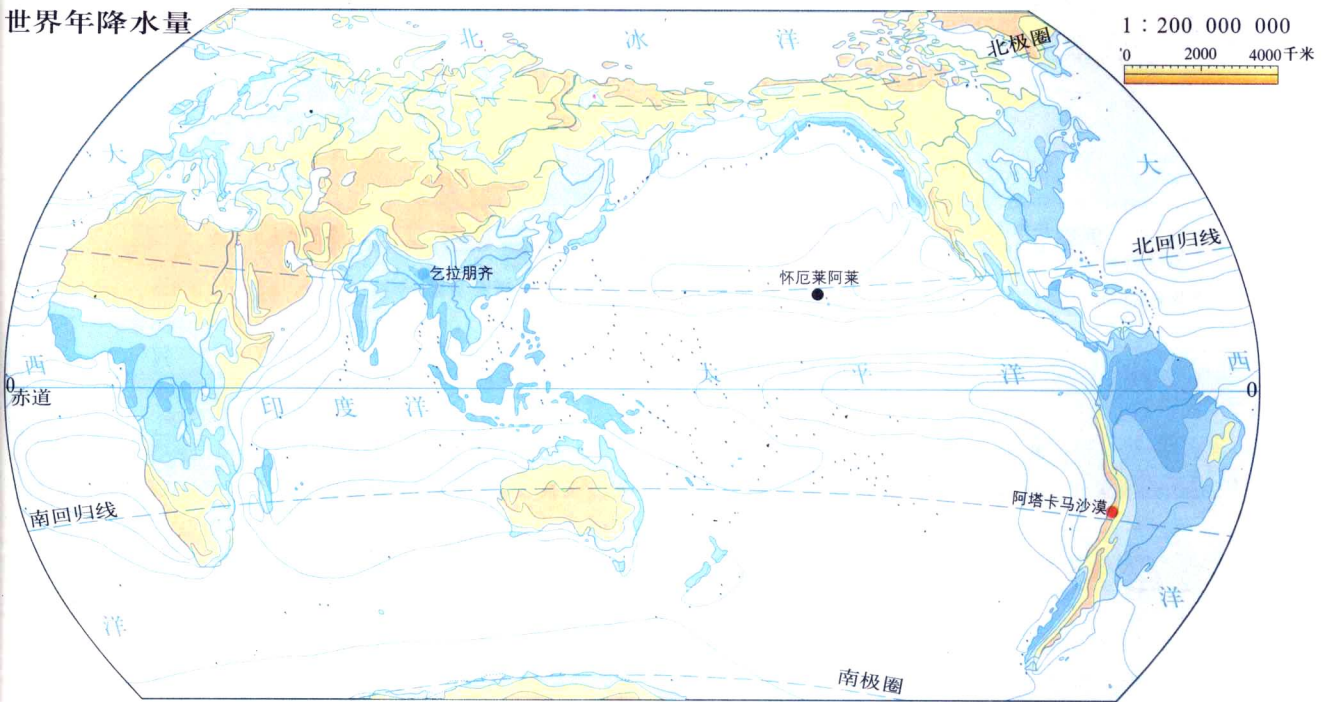 世界年降水量
1：200 000 000
0 2000 4000千米
北 冰 洋
北极圈
大
大
北回归线
乞拉朋齐
怀厄莱阿莱
西
太 平 洋
西
0
0
赤道
印 度 洋
阿塔卡马沙漠
南回归线
洋
洋
南极圈